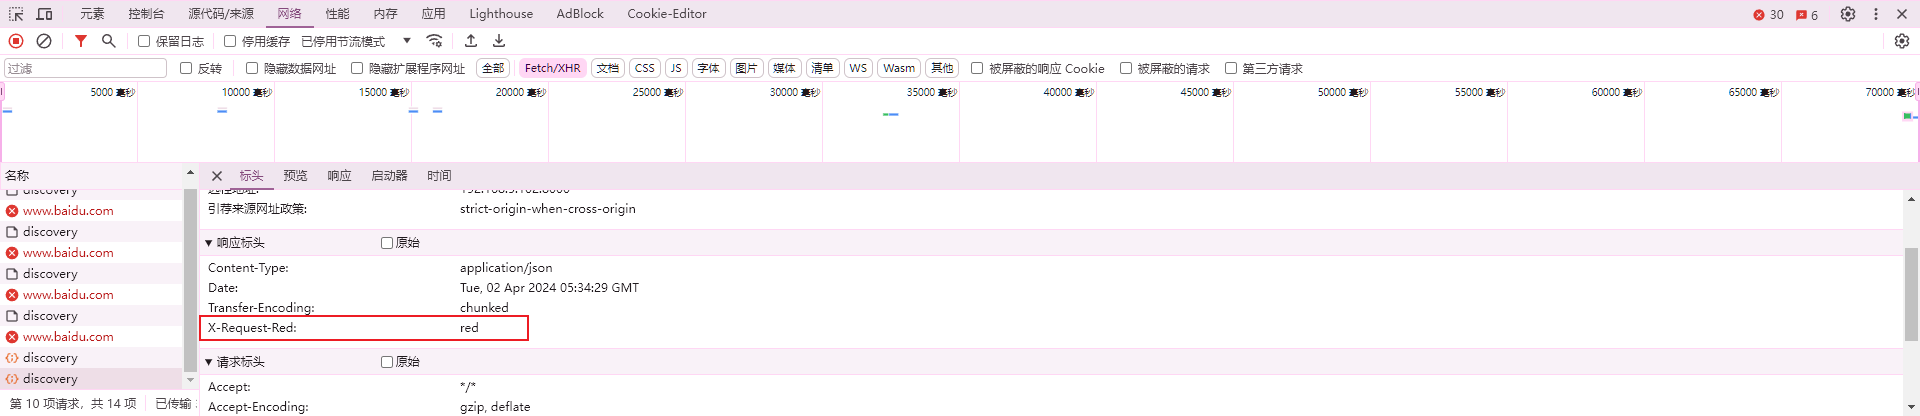 元素 控制台 源代码/来源 网络 性能 内存 应用 Lighthouse AdBlock Cookie-Editor 30 6
保留日志 停用缓存 已停用节流模式
过滤 反转 隐藏数据网址 隐藏扩展程序网址 全部 Fetch/XHR 文档 CSS JS 字体 图片 媒体 清单 WS Wasm 其他 被屏蔽的响应 Cookie 被屏蔽的请求 第三方请求
5000 毫秒 10000 毫秒 15000 毫秒 20000 毫秒 25000 毫秒 30000 毫秒 35000 毫秒 40000 毫秒 45000 毫秒 50000 毫秒 55000 毫秒 60000 毫秒 65000 毫秒 70000 毫秒
名称
discovery
www.baidu.com
discovery
www.baidu.com
discovery
www.baidu.com
discovery
www.baidu.com
discovery
discovery
第 10 项请求，共 14 项 已传输
标头 预览 响应 启动器 时间
远程地址:
引荐来源网址政策: strict-origin-when-cross-origin
响应标头 原始
Content-Type: application/json
Date: Tue, 02 Apr 2024 05:34:29 GMT
Transfer-Encoding: chunked
X-Request-Red: red
请求标头 原始
Accept: */*
Accept-Encoding: gzip, deflate